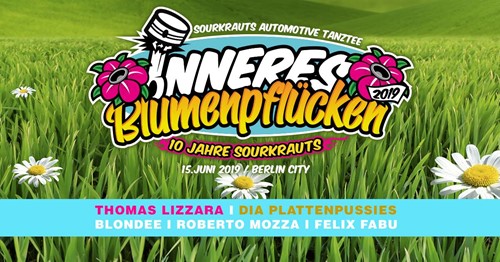 SOURKRAUTS AUTOMOTIVE TANZTEE
INNERES
2019
Blumenpflücken
10 JAHRE SOURKRAUTS
15.JUNI 2019 / BERLIN CITY
THOMAS LIZZARA I DIA PLATTENPUSSIES
BLONDEE I ROBERTO MOZZA I FELIX FABU